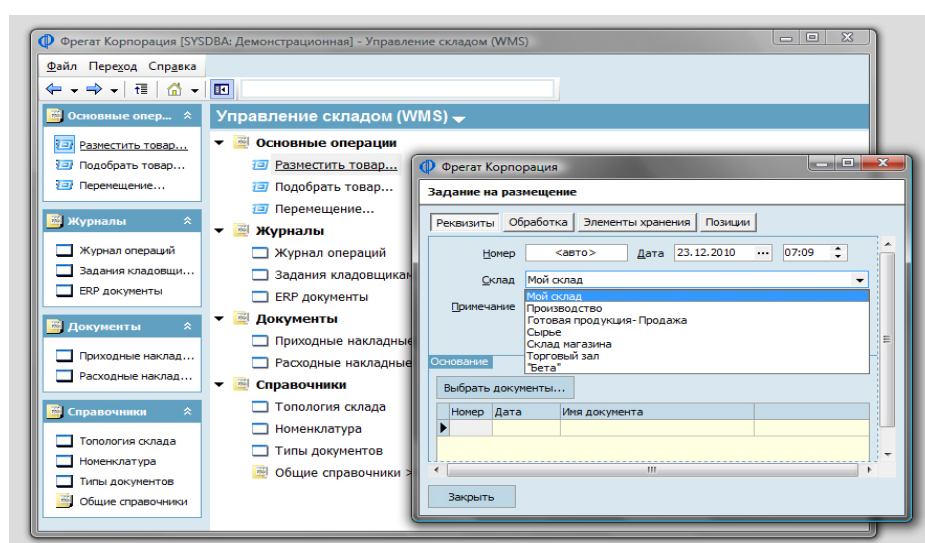 Фрегат Корпорация [SYSDBA: Демонстрационная] - Управление складом (WMS)
Файл Переход Справка
Основные опер...
Разместить товар...
Подобрать товар...
Перемещение...
Журналы
Журнал операций
Задания кладовщи...
ERP документы
Документы
Приходные наклад...
Расходные наклад...
Справочники
Топология склада
Номенклатура
Типы документов
Общие справочники
Управление складом (WMS)
Основные операции
Разместить товар...
Подобрать товар...
Перемещение...
Журналы
Журнал операций
Задания кладовщикам
ERP документы
Документы
Приходные накладные
Расходные накладные
Справочники
Топология склада
Номенклатура
Типы документов
Общие справочники >
Фрегат Корпорация
Задание на размещение
Реквизиты Обработка Элементы хранения Позиции
Номер <авто> Дата 23.12.2010 ... 07:09
Склад Мой склад
Примечание
Мой склад
Производство
Готовая продукция- Продажа
Сырье
Склад магазина
Торговый зал
"Бета"
Основание
Выбрать документы...
Номер Дата Имя документа
Закрыть